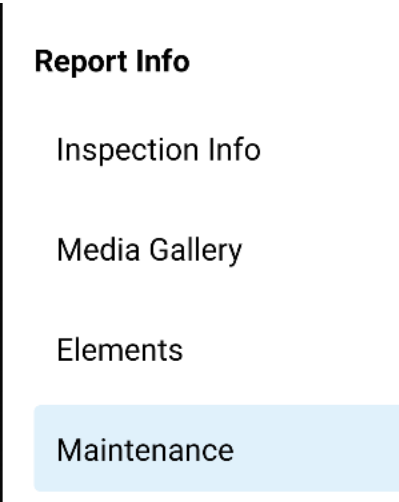 Report Info
Inspection Info
Media Gallery
Elements
Maintenance